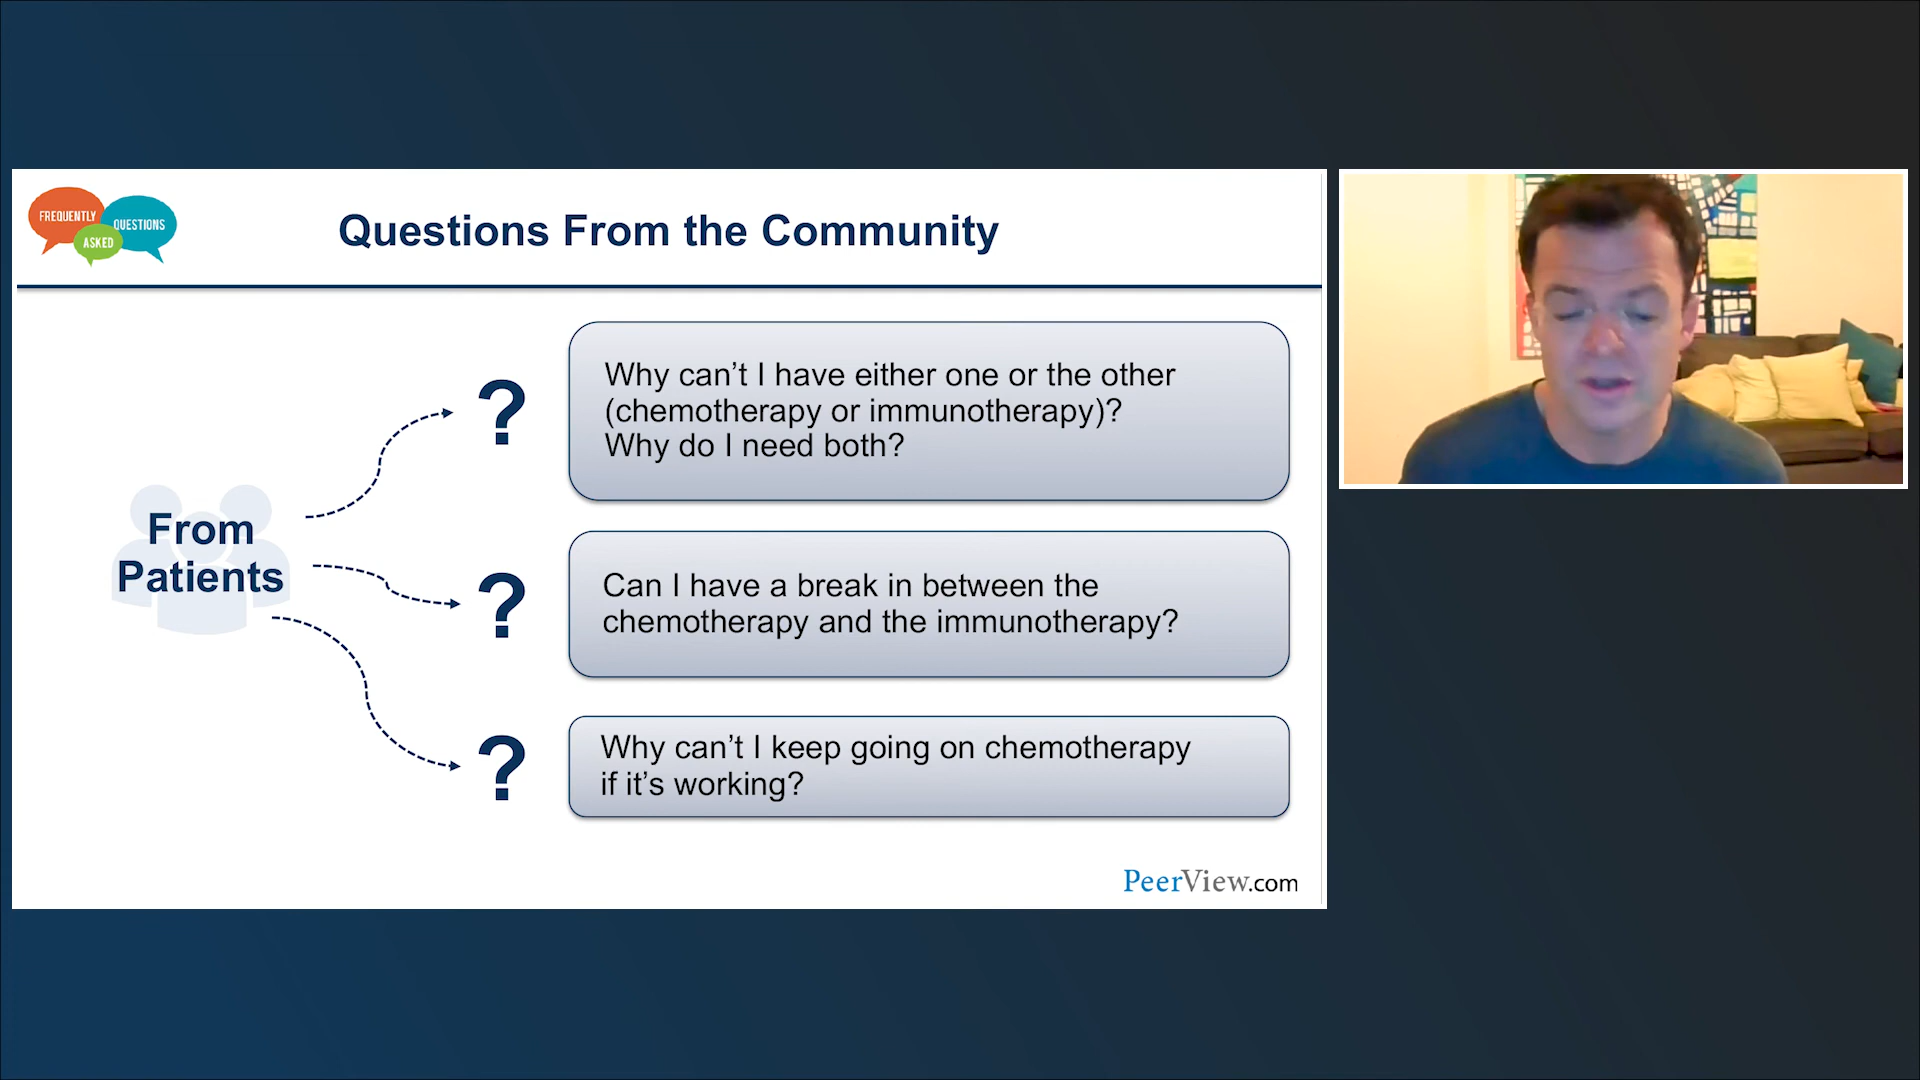 FREQUENTLY
ASKED
QUESTIONS
Questions From the Community
From
Patients
?
Why can’t I have either one or the other
(chemotherapy or immunotherapy)?
Why do I need both?
?
Can I have a break in between the
chemotherapy and the immunotherapy?
?
Why can’t I keep going on chemotherapy
if it’s working?
PeerView.com